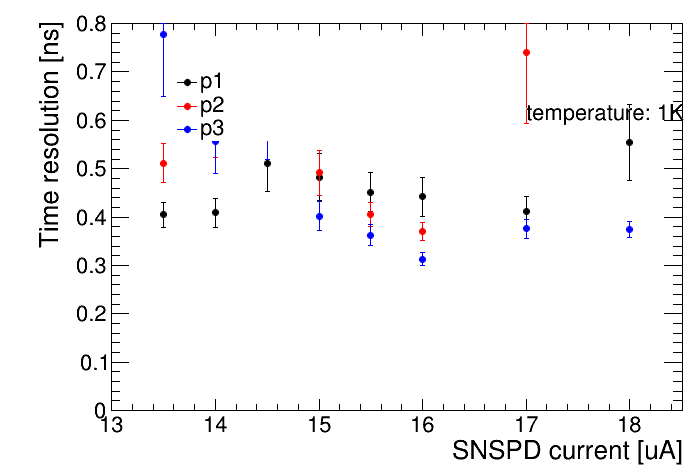 Time resolution [ns]
0.8
0.7
0.6
0.5
0.4
0.3
0.2
0.1
0
p1
p2
p3
temperature: 1K
13
14
15
16
17
18
SNSPD current [uA]